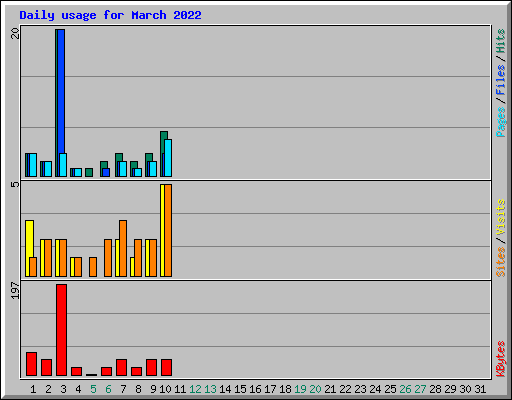 Daily usage for March 2022
20
5
197
Pages / Files / Hits
Sites / Visits
KBytes
1 2 3 4 5 6 7 8 9 10 11 12 13 14 15 16 17 18 19 20 21 22 23 24 25 26 27 28 29 30 31